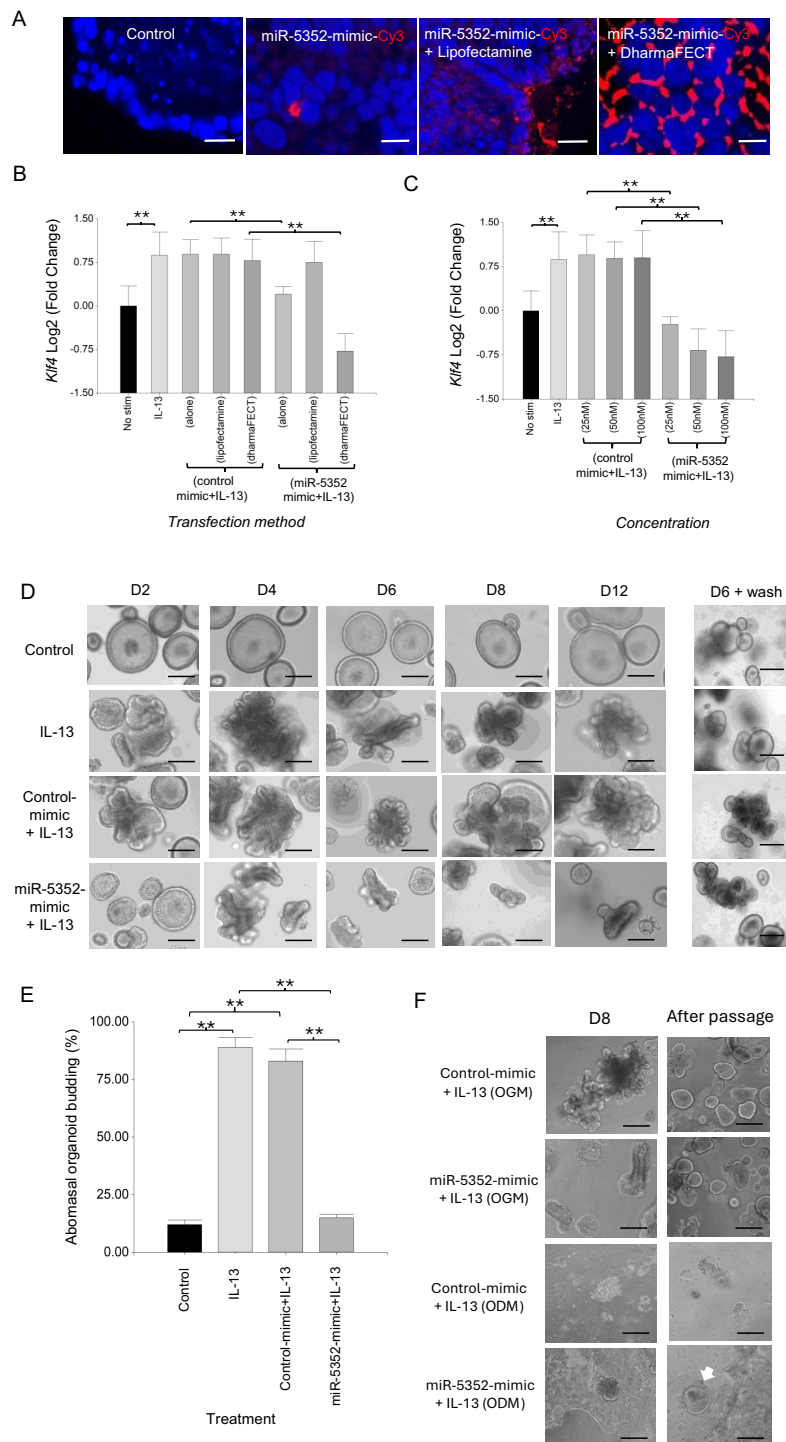 A
Control
miR-5352-mimic-Cy3
miR-5352-mimic-Cy3
+ Lipofectamine
miR-5352-mimic-Cy3
+ DharmaFECT
B
**
**
**
1.50
0.75
0.00
-0.75
-1.50
Klf4 Log2 (Fold Change)
No stim
IL-13
(alone)
(lipofectamine)
(dharmaFECT)
(alone)
(lipofectamine)
(dharmaFECT)
(control
mimic+IL-13)
(miR-5352
mimic+IL-13)
Transfection method
C
**
**
**
**
1.50
0.75
0.00
-0.75
-1.50
Klf4 Log2 (Fold Change)
No stim
IL-13
(25nM)
(50nM)
(100nM)
(25nM)
(50nM)
(100nM)
(control
mimic+IL-13)
(miR-5352
mimic+IL-13)
Concentration
D
D2
D4
D6
D8
D12
D6 + wash
Control
IL-13
Control-
mimic
+ IL-13
miR-5352-
mimic
+ IL-13
E
**
**
**
**
100.00
75.00
50.00
25.00
0.00
Abomasal organoid budding (%)
Control
IL-13
Control-mimic+IL-13
miR-5352-mimic+IL-13
Treatment
F
D8
After passage
Control-mimic
+ IL-13 (OGM)
miR-5352-mimic
+ IL-13 (OGM)
Control-mimic
+ IL-13 (ODM)
miR-5352-mimic
+ IL-13 (ODM)